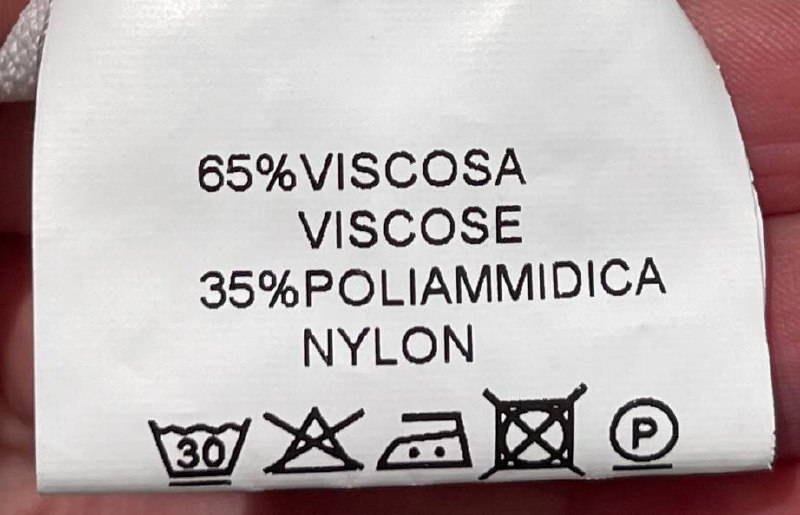 65%VISCOSA
VISCOSE
35%POLIAMMIDICA
NYLON
30 P